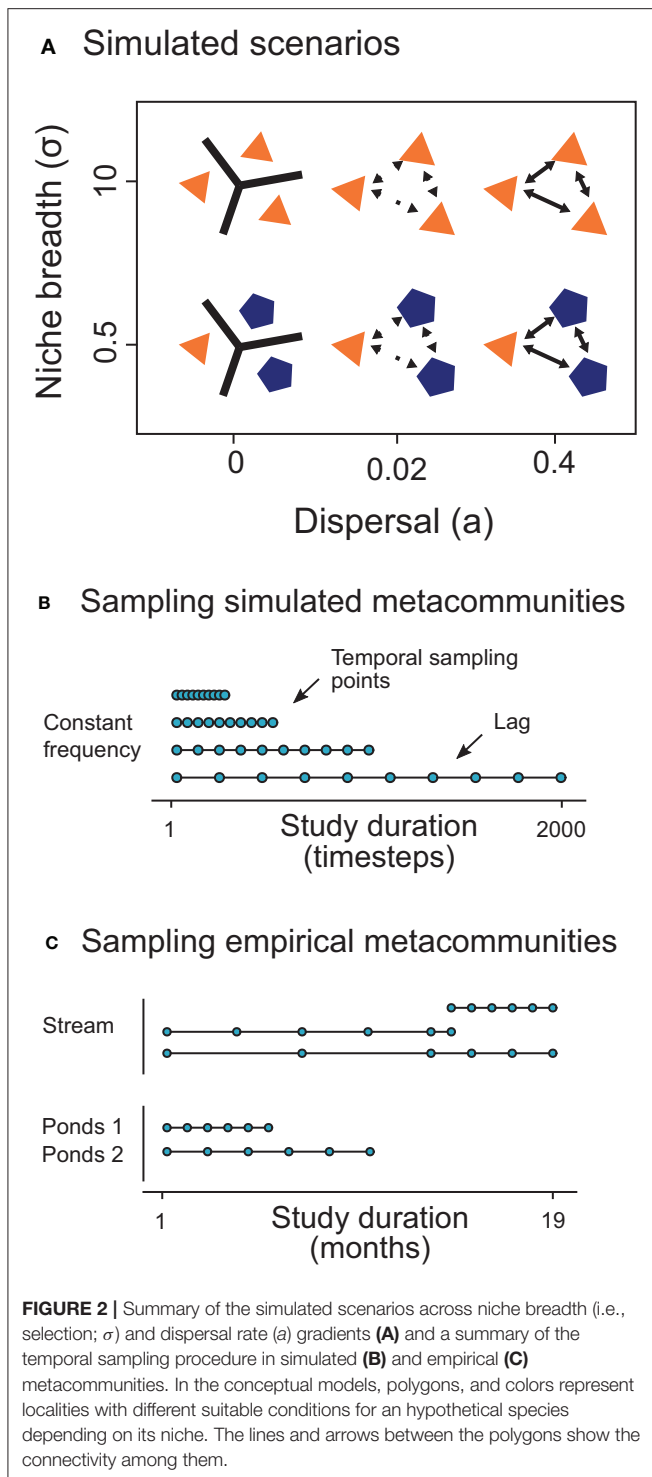 A Simulated scenarios
Niche breadth (σ)
10
0.5
0
0.02
0.4
Dispersal (a)
B Sampling simulated metacommunities
Temporal sampling
points
Constant
frequency
Lag
1
Study duration
(timesteps)
2000
C Sampling empirical metacommunities
Stream
Ponds 1
Ponds 2
1
Study duration
(months)
19
FIGURE 2 | Summary of the simulated scenarios across niche breadth (i.e.,
selection; σ) and dispersal rate (a) gradients (A) and a summary of the
temporal sampling procedure in simulated (B) and empirical (C)
metacommunities. In the conceptual models, polygons, and colors represent
localities with different suitable conditions for an hypothetical species
depending on its niche. The lines and arrows between the polygons show the
connectivity among them.